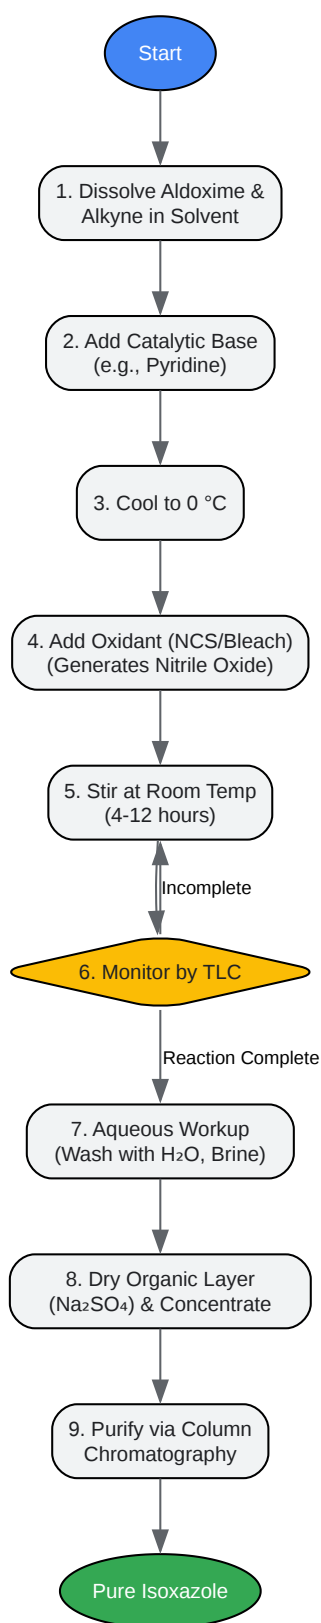 Start
1. Dissolve Aldoxime &
Alkyne in Solvent
2. Add Catalytic Base
(e.g., Pyridine)
3. Cool to 0 °C
4. Add Oxidant (NCS/Bleach)
(Generates Nitrile Oxide)
5. Stir at Room Temp
(4-12 hours)
Incomplete
6. Monitor by TLC
Reaction Complete
7. Aqueous Workup
(Wash with H₂O, Brine)
8. Dry Organic Layer
(Na₂SO₄) & Concentrate
9. Purify via Column
Chromatography
Pure Isoxazole